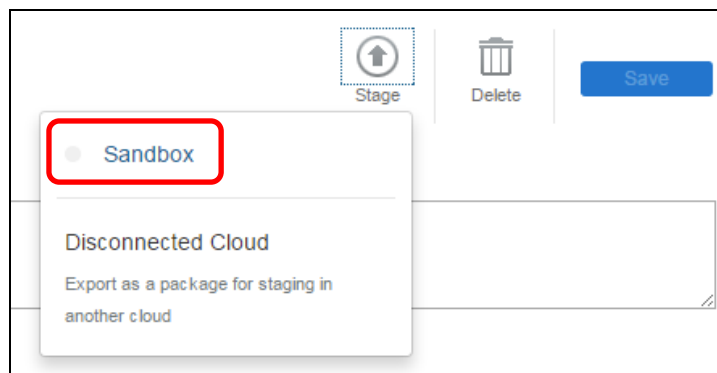 Stage
Delete
Save
Sandbox
Disconnected Cloud
Export as a package for staging in
another cloud